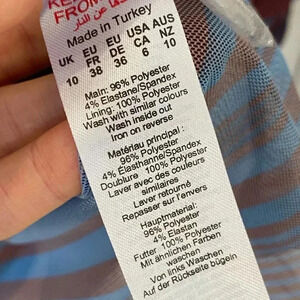 KEEP
FROM
Made in Turkey
UK EU EU USA AUS
FR DE CA NZ
10 38 36 6 10
Main: 96% Polyester
4% Elastane/Spandex
Lining: 100% Polyester
Wash with similar colours
Wash inside out
Iron on reverse
Matériau principal :
96% Polyester
4% Élasthanne/Spandex
Doublure 100% Polyester
Laver avec des couleurs
similaires
Laver retourné
Repasser sur l'envers
Hauptmaterial:
96% Polyester
4% Elastan
Futter: 100% Polyester
Mit ähnlichen Farben
waschen
Von links Waschen
Auf der Rückseite bügeln